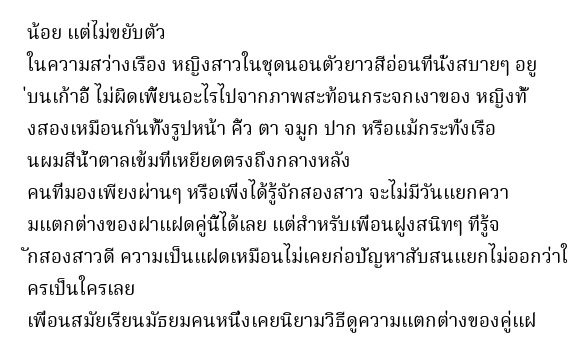 น้อย แต่ไม่ขยับตัว
ในความสว่างเรือง หญิงสาวในชุดนอนตัวยาวสีอ่อนที่นั่งสบายๆ อยู
่บนเก้าอี้ ไม่ผิดเพี้ยนอะไรไปจากภาพสะท้อนกระจกเงาของ หญิงทั้
งสองเหมือนกันทั้งรูปหน้า คิ้ว ตา จมูก ปาก หรือแม้กระทั่งเรือ
นผมสีน้ำตาลเข้มที่เหยียดตรงถึงกลางหลัง
คนที่มองเพียงผ่านๆ หรือเพิ่งได้รู้จักสองสาว จะไม่มีวันแยกควา
มแตกต่างของฝาแฝดคู่นี้ได้เลย แต่สำหรับเพื่อนฝูงสนิทๆ ที่รู้จ
ักสองสาวดี ความเป็นแฝดเหมือนไม่เคยก่อปัญหาสับสนแยกไม่ออกว่าใ
ครเป็นใครเลย
เพื่อนสมัยเรียนมัธยมคนหนึ่งเคยนิยามวิธีดูความแตกต่างของคู่แฝ